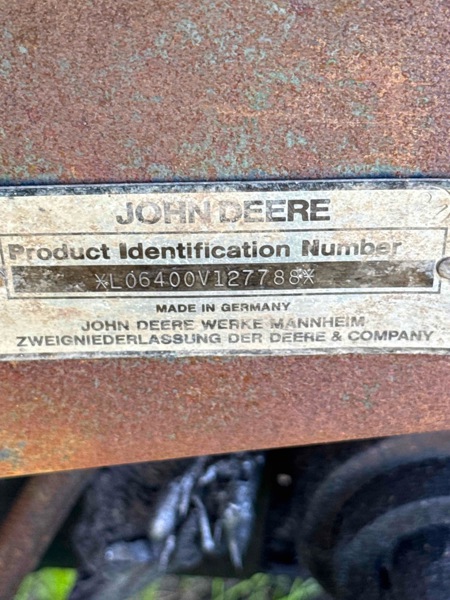 JOHN DEERE
Product Identification Number
*L06400V127788*
MADE IN GERMANY
JOHN DEERE WERKE MANNHEIM
ZWEIGNIEDERLASSUNG DER DEERE & COMPANY